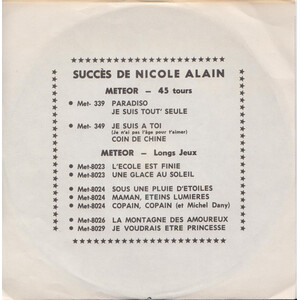 SUCCÈS DE NICOLE ALAIN
METEOR — 45 tours
• Met- 339 PARADISO
JE SUIS TOUT' SEULE
• Met- 349 JE SUIS A TOI
(Je n'ai pas l'âge pour t'aimer)
COIN DE CHINE
METEOR — Longs Jeux
• Met-8023 L'ECOLE EST FINIE
• Met-8023 UNE GLACE AU SOLEIL
• Met-8024 SOUS UNE PLUIE D'ETOILES
• Met-8024 MAMAN, ETEINS LUMIERES
• Met-8024 COPAIN, COPAIN (et Michel Dany)
• Met-8026 LA MONTAGNE DES AMOUREUX
• Met-8029 JE VOUDRAIS ETRE PRINCESSE